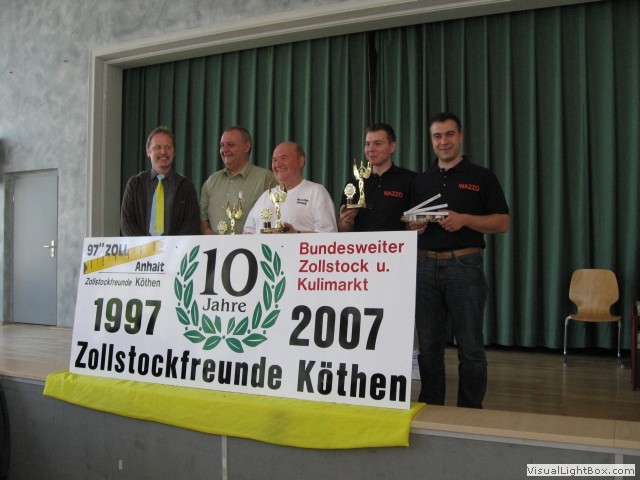 97" ZOLL
Anhalt
Zollstockfreunde Köthen
10
Jahre
Bundesweiter
Zollstock u.
Kulimarkt
1997
2007
Zollstockfreunde Köthen
WAZZO
WAZZO
VisualLightBox.com